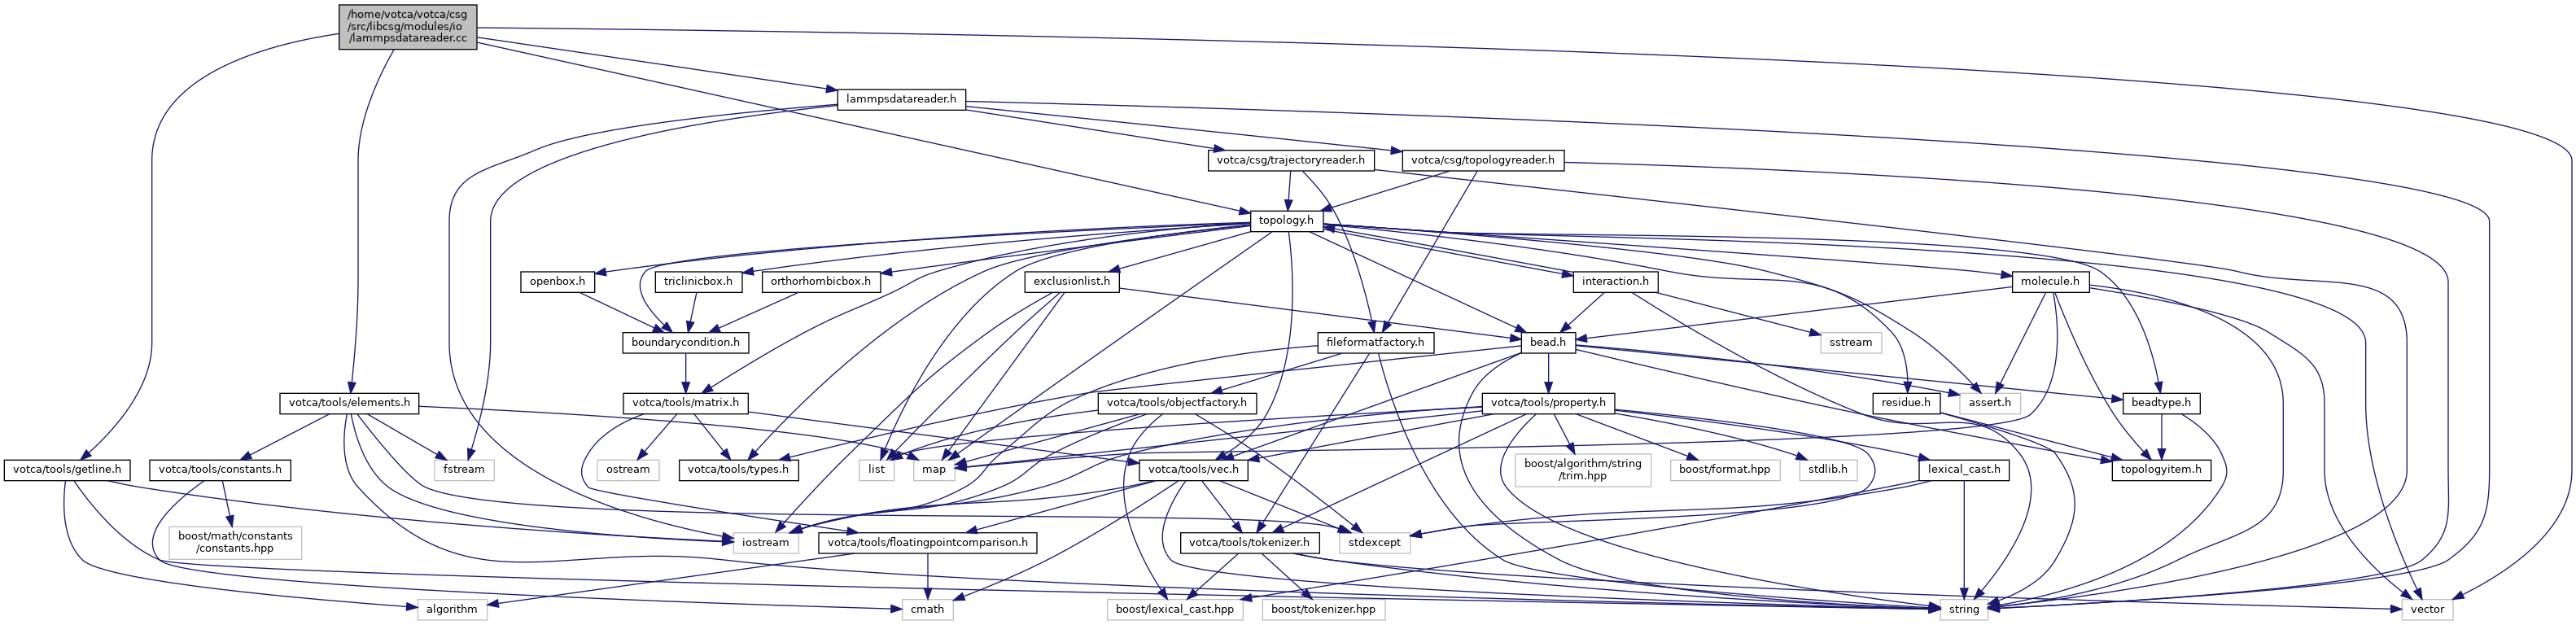 /home/votca/votca/csg
/src/libcsg/modules/io
/lammpsdatareader.cc
lammpsdatareader.h
votca/csg/trajectoryreader.h
votca/csg/topologyreader.h
topology.h
openbox.h
triclinicbox.h
orthorhombicbox.h
exclusionlist.h
interaction.h
molecule.h
boundarycondition.h
fileformatfactory.h
bead.h
sstream
votca/tools/elements.h
votca/tools/matrix.h
votca/tools/objectfactory.h
votca/tools/property.h
residue.h
assert.h
beadtype.h
votca/tools/getline.h
votca/tools/constants.h
fstream
ostream
votca/tools/types.h
list
map
votca/tools/vec.h
boost/algorithm/string
/trim.hpp
boost/format.hpp
stdlib.h
lexical_cast.h
topologyitem.h
boost/math/constants
/constants.hpp
iostream
votca/tools/floatingpointcomparison.h
votca/tools/tokenizer.h
stdexcept
algorithm
cmath
boost/lexical_cast.hpp
boost/tokenizer.hpp
string
vector